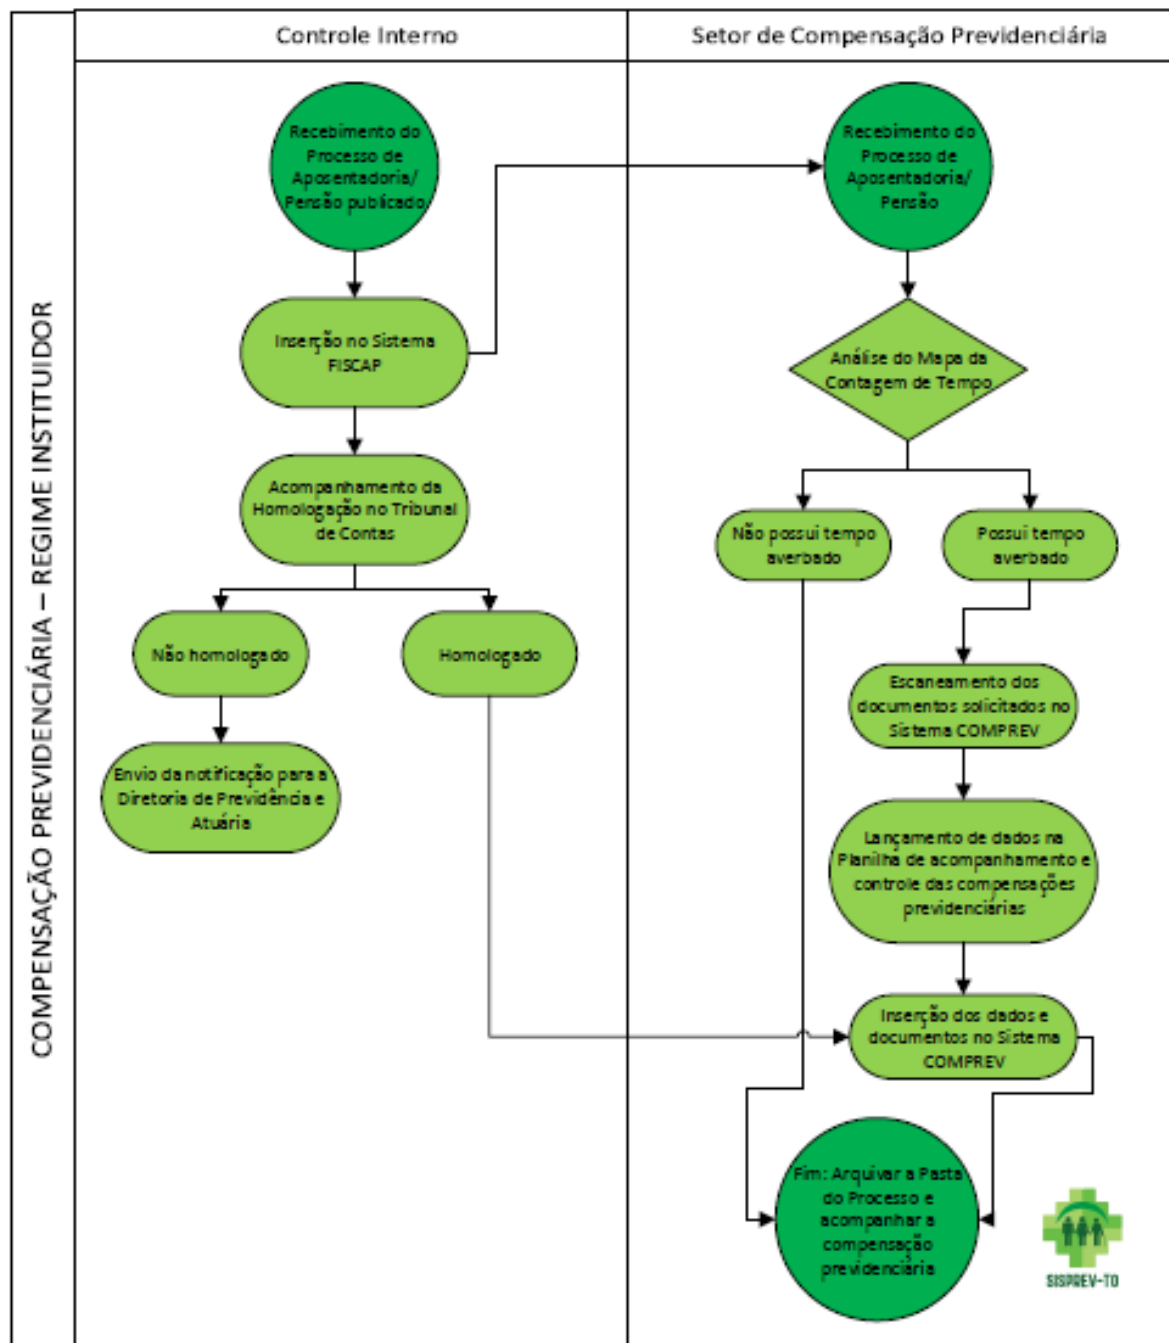 COMPENSAÇÃO PREVIDENCIÁRIA – REGIME INSTITUIDOR
Controle Interno
Setor de Compensação Previdenciária
Recebimento do
Processo de
Aposentadoria/
Pensão publicado
Inserção no Sistema
FISCAP
Acompanhamento da
Homologação no Tribunal
de Contas
Não homologado
Homologado
Envio da notificação para a
Diretoria de Previdência e
Atuária
Recebimento do
Processo de
Aposentadoria/
Pensão
Análise do Mapa da
Contagem de Tempo
Não possui tempo
averbado
Possui tempo
averbado
Escaneamento dos
documentos solicitados no
Sistema COMPREV
Lançamento de dados na
Planilha de acompanhamento e
controle das compensações
previdenciárias
Inserção dos dados e
documentos no Sistema
COMPREV
Fim: Arquivar a Pasta
do Processo e
acompanhar a
compensação
previdenciária
SISPREV-TO